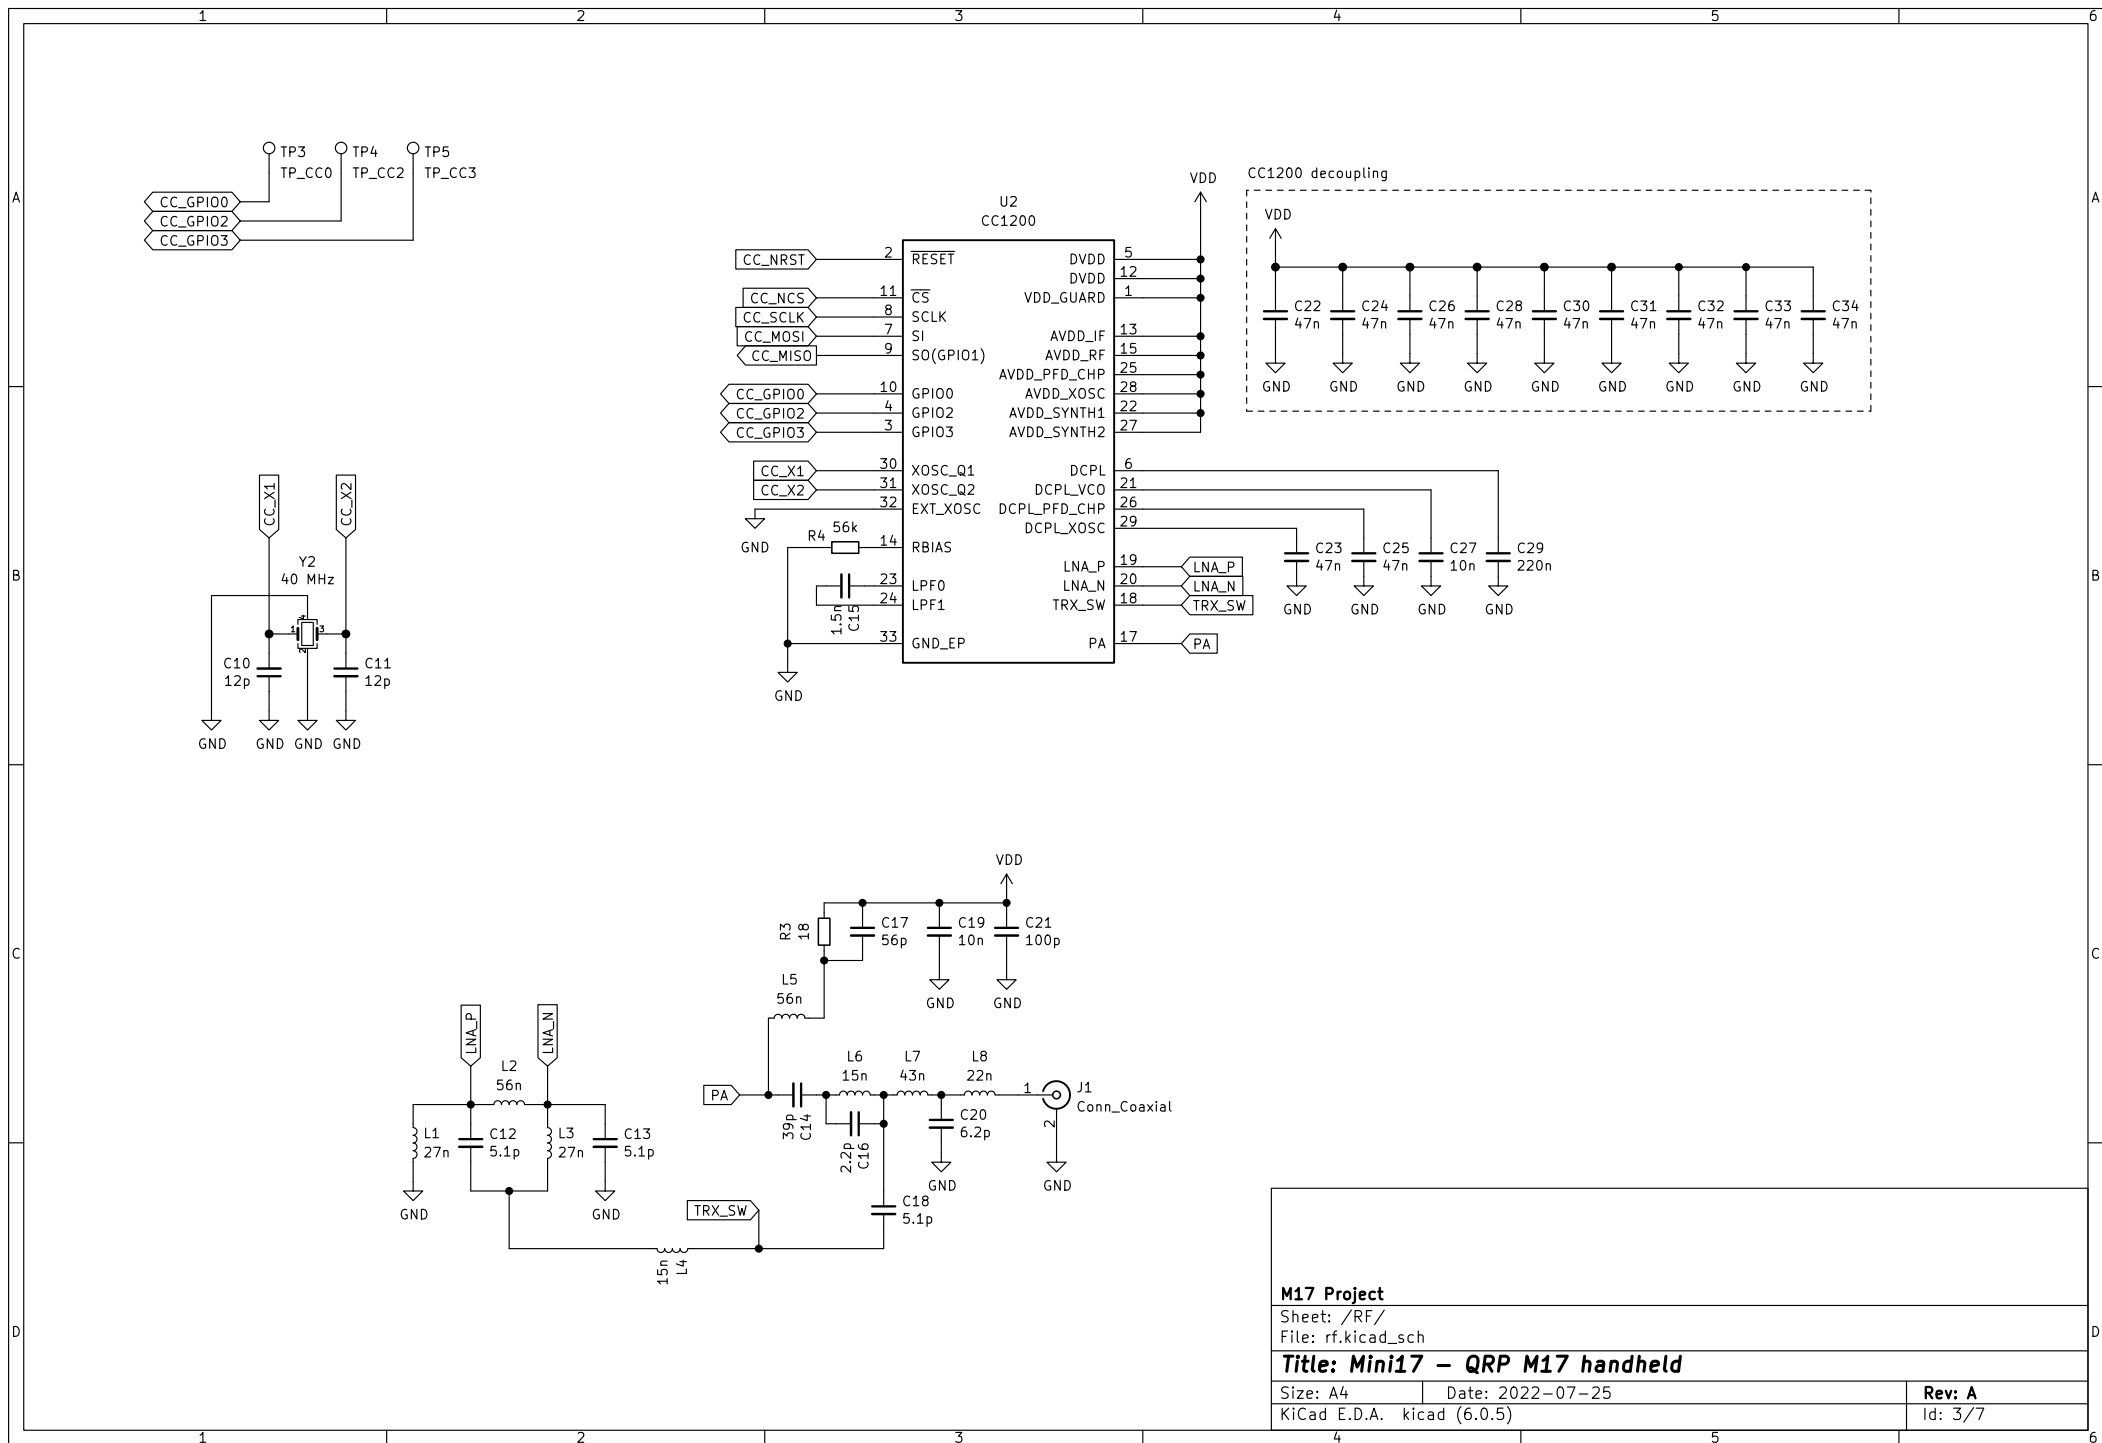 1 2 3 4 5 6
A
B
C
D
A
B
C
D
TP3
TP_CC0
TP4
TP_CC2
TP5
TP_CC3
CC_GPIO0
CC_GPIO2
CC_GPIO3
U2
CC1200
VDD
CC_NRST 2 RESET
CC_NCS 11 CS
CC_SCLK 8 SCLK
CC_MOSI 7 SI
CC_MISO 9 SO(GPIO1)
CC_GPIO0 10 GPIO0
CC_GPIO2 4 GPIO2
CC_GPIO3 3 GPIO3
CC_X1 30 XOSC_Q1
CC_X2 31 XOSC_Q2
32 EXT_XOSC
GND
R4 56k
14 RBIAS
23 LPF0
24 LPF1
1.5n
C15
33 GND_EP
GND
DVDD 5
DVDD 12
VDD_GUARD 1
AVDD_IF 13
AVDD_RF 15
AVDD_PFD_CHP 25
AVDD_XOSC 28
AVDD_SYNTH1 22
AVDD_SYNTH2 27
DCPL 6
DCPL_VCO 21
DCPL_PFD_CHP 26
DCPL_XOSC 29
LNA_P 19 LNA_P
LNA_N 20 LNA_N
TRX_SW 18 TRX_SW
PA 17 PA
C23
47n
C25
47n
C27
10n
C29
220n
GND GND GND GND
CC1200 decoupling
VDD
C22
47n
C24
47n
C26
47n
C28
47n
C30
47n
C31
47n
C32
47n
C33
47n
C34
47n
GND GND GND GND GND GND GND GND GND
CC_X1
CC_X2
Y2
40 MHz
1
2
3
4
C10
12p
C11
12p
GND GND GND GND
VDD
R3
18
C17
56p
C19
10n
C21
100p
GND GND
L5
56n
LNA_P
LNA_N
L2
56n
L1
27n
C12
5.1p
L3
27n
C13
5.1p
GND GND
PA
39p
C14
L6
15n
2.2p
C16
L7
43n
L8
22n
C20
6.2p
GND
1
2
J1
Conn_Coaxial
GND
C18
5.1p
TRX_SW
15n
L4
M17 Project
Sheet: /RF/
File: rf.kicad_sch
Title: Mini17 – QRP M17 handheld
Size: A4 Date: 2022-07-25 Rev: A
KiCad E.D.A. kicad (6.0.5) Id: 3/7
1 2 3 4 5 6